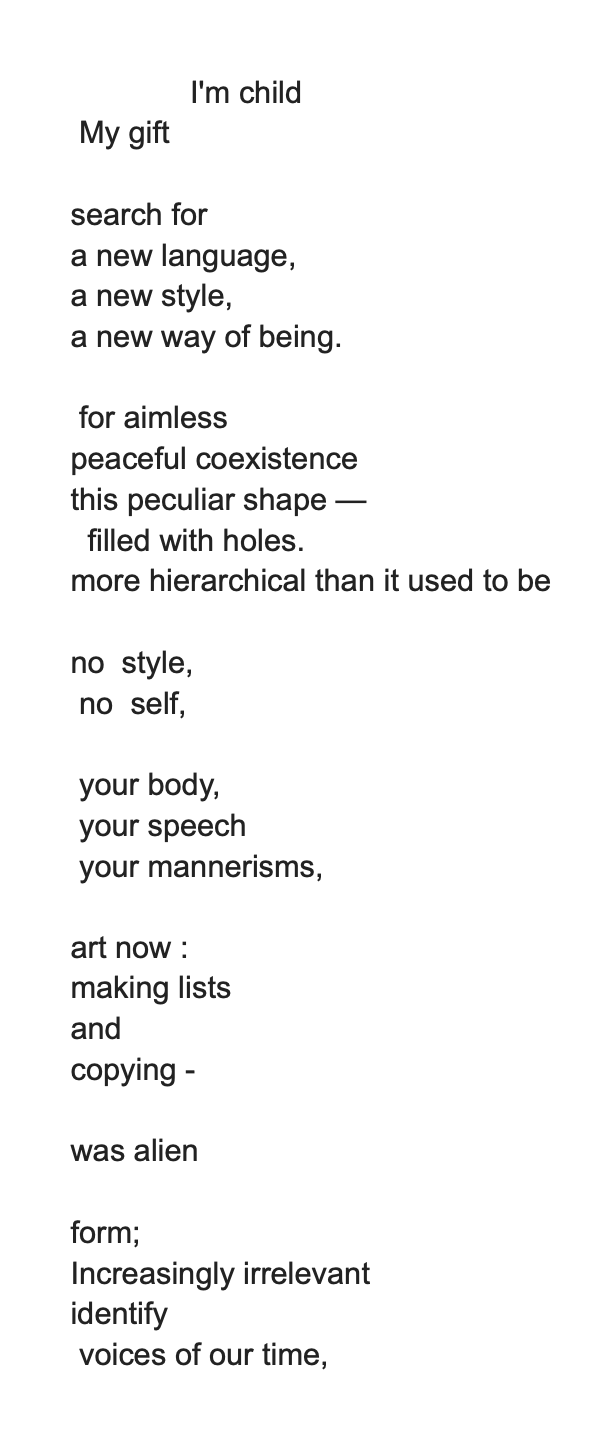 I'm child
My gift
search for
a new language,
a new style,
a new way of being.
for aimless
peaceful coexistence
this peculiar shape —
filled with holes.
more hierarchical than it used to be
no  style,
no  self,
your body,
your speech
your mannerisms,
art now :
making lists
and
copying -
was alien
form;
Increasingly irrelevant
identify
voices of our time,